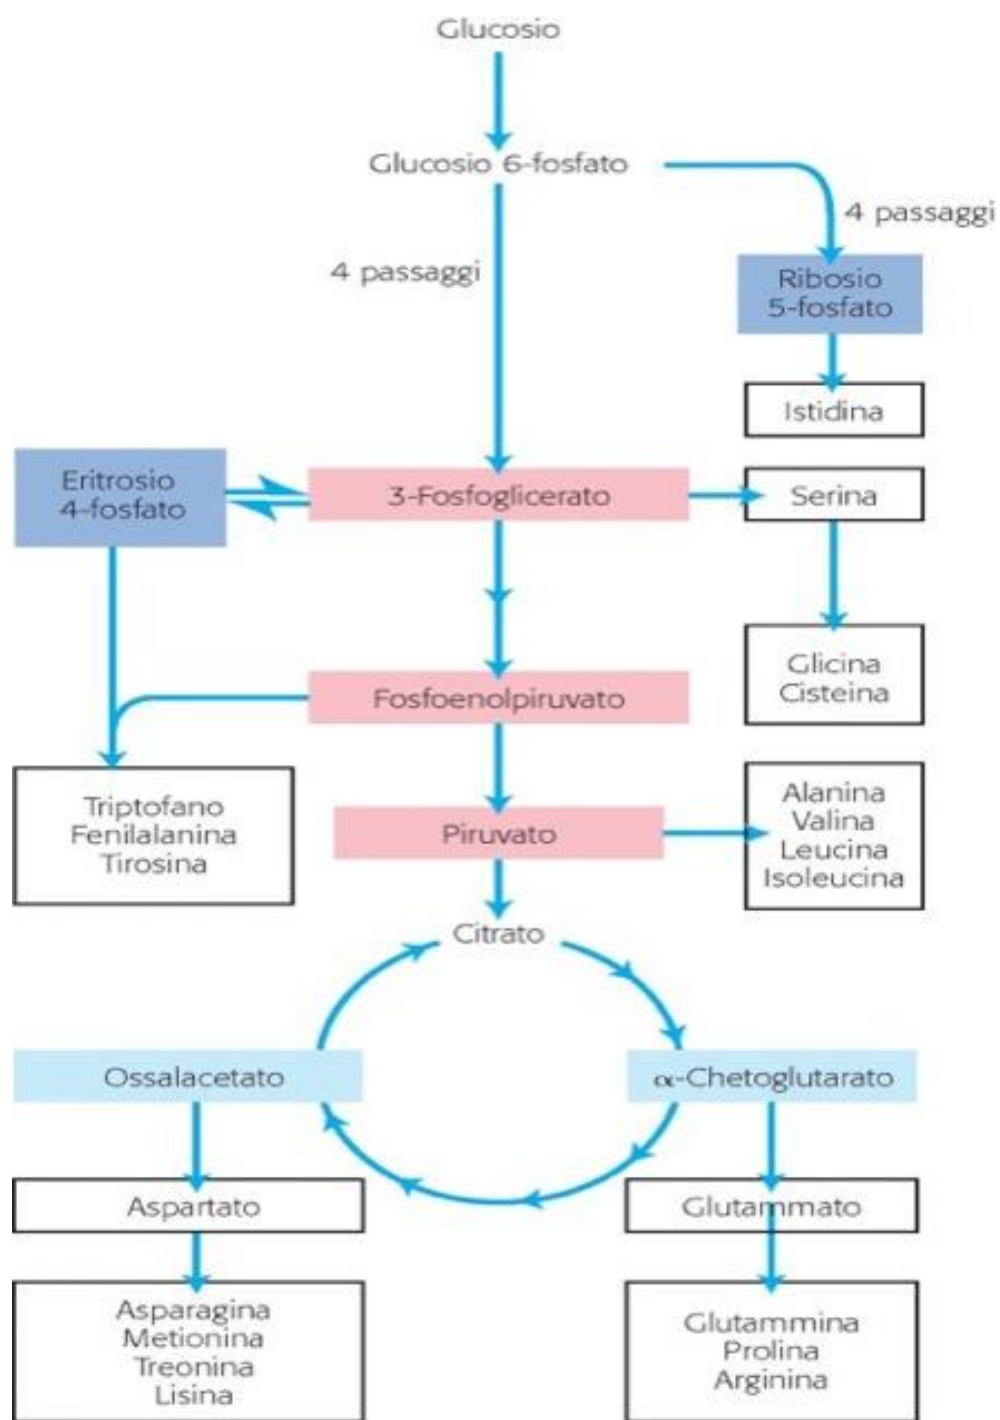 Glucosio
Glucosio 6-fosfato
4 passaggi
4 passaggi
Ribosio
5-fosfato
Istidina
Eritrosio
4-fosfato
3-Fosfoglicerato
Serina
Glicina
Cisteina
Fosfoenolpiruvato
Triptofano
Fenilalanina
Tirosina
Piruvato
Alanina
Valina
Leucina
Isoleucina
Citrato
Ossalacetato
α-Chetoglutarato
Aspartato
Glutammato
Asparagina
Metionina
Treonina
Lisina
Glutammina
Prolina
Arginina